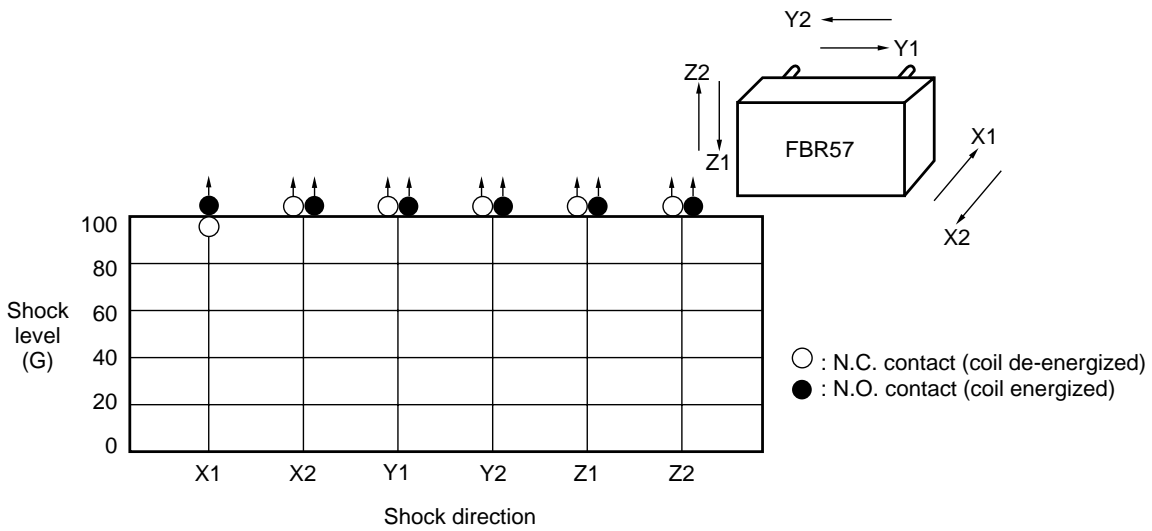 Y2
Y1
Z2
Z1
FBR57
X1
X2
100
80
60
40
20
0
Shock
level
(G)
X1 X2 Y1 Y2 Z1 Z2
Shock direction
: N.C. contact (coil de-energized)
: N.O. contact (coil energized)